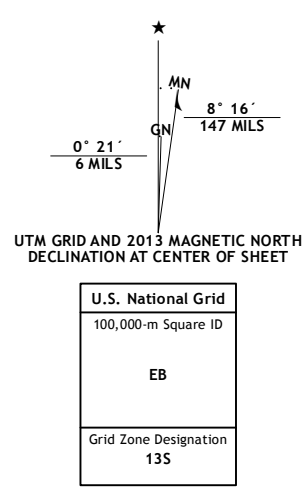 ★
MN
GN
8° 16´
147 MILS
0° 21´
6 MILS
UTM GRID AND 2013 MAGNETIC NORTH
DECLINATION AT CENTER OF SHEET
U.S. National Grid
100,000-m Square ID
EB
Grid Zone Designation
13S